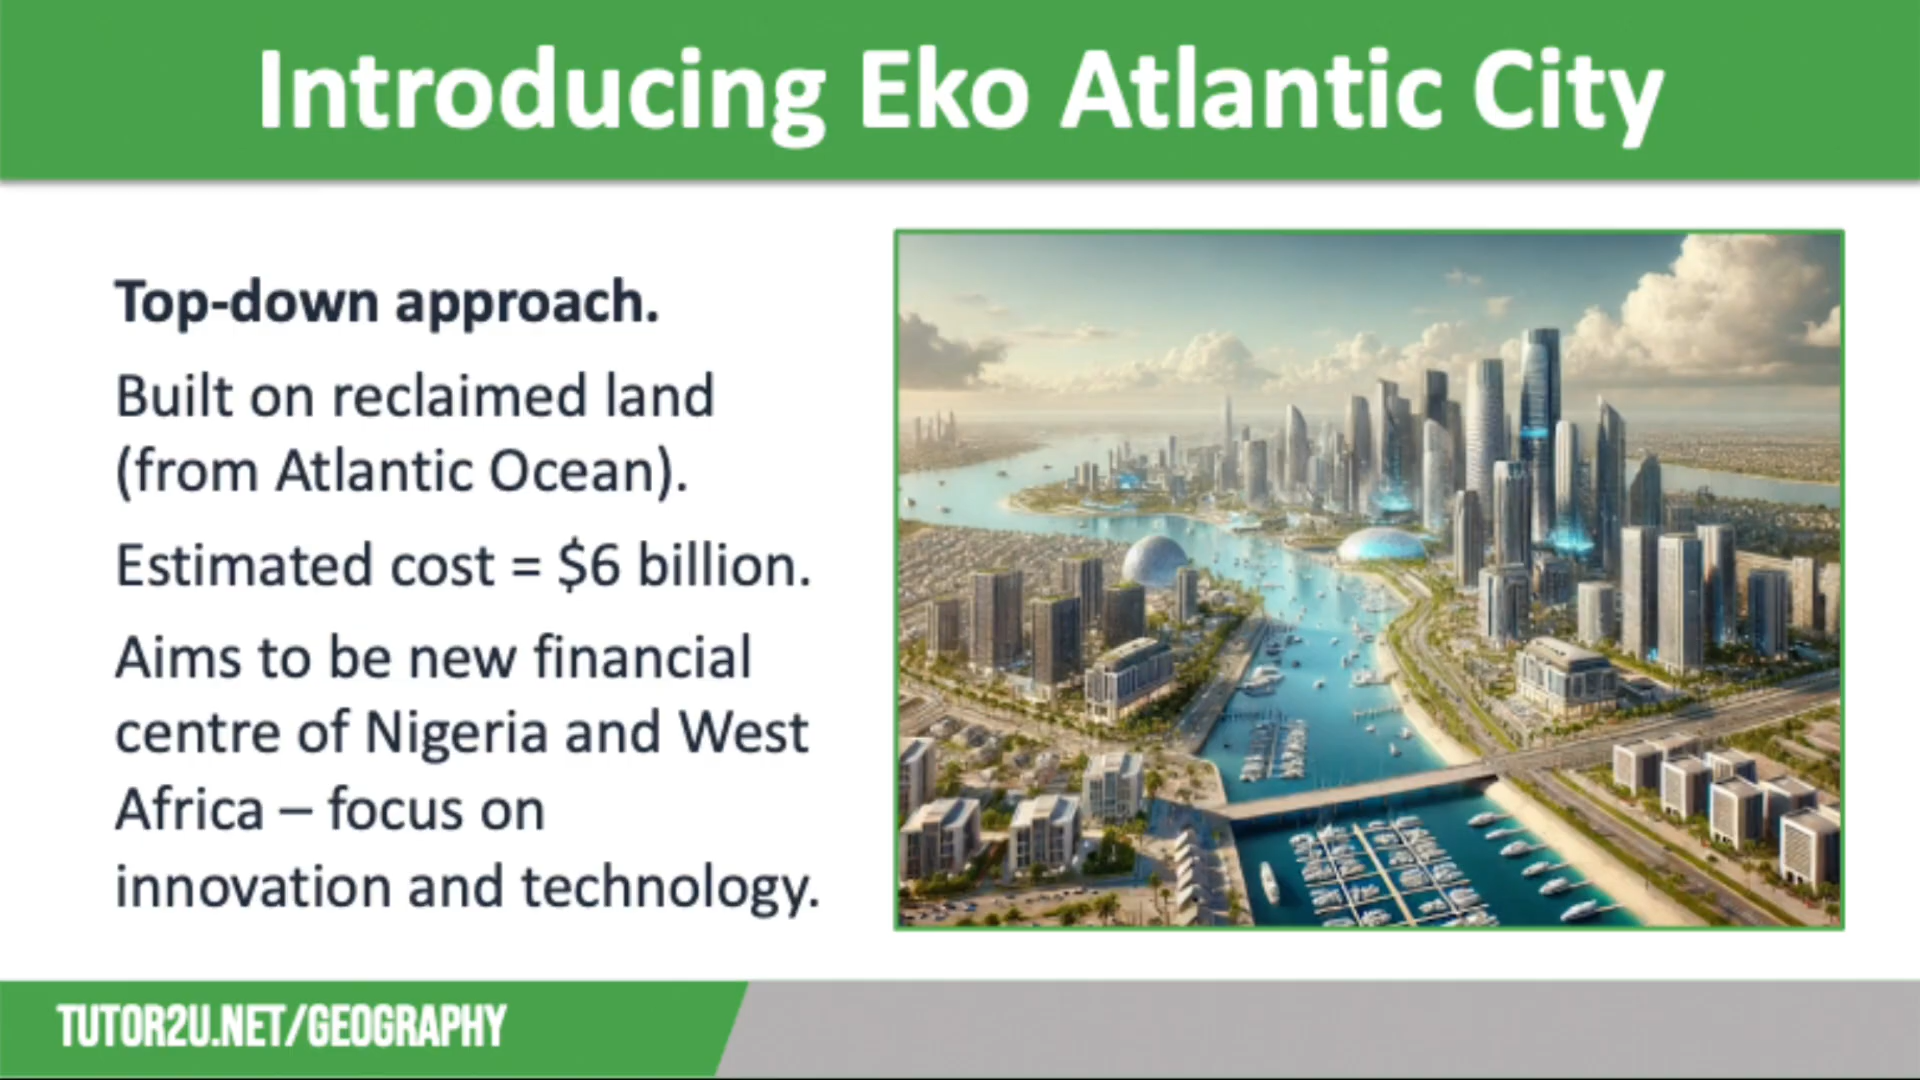 Introducing Eko Atlantic City
Top-down approach.
Built on reclaimed land
(from Atlantic Ocean).
Estimated cost = $6 billion.
Aims to be new financial
centre of Nigeria and West
Africa – focus on
innovation and technology.
TUTOR2U.NET/GEOGRAPHY